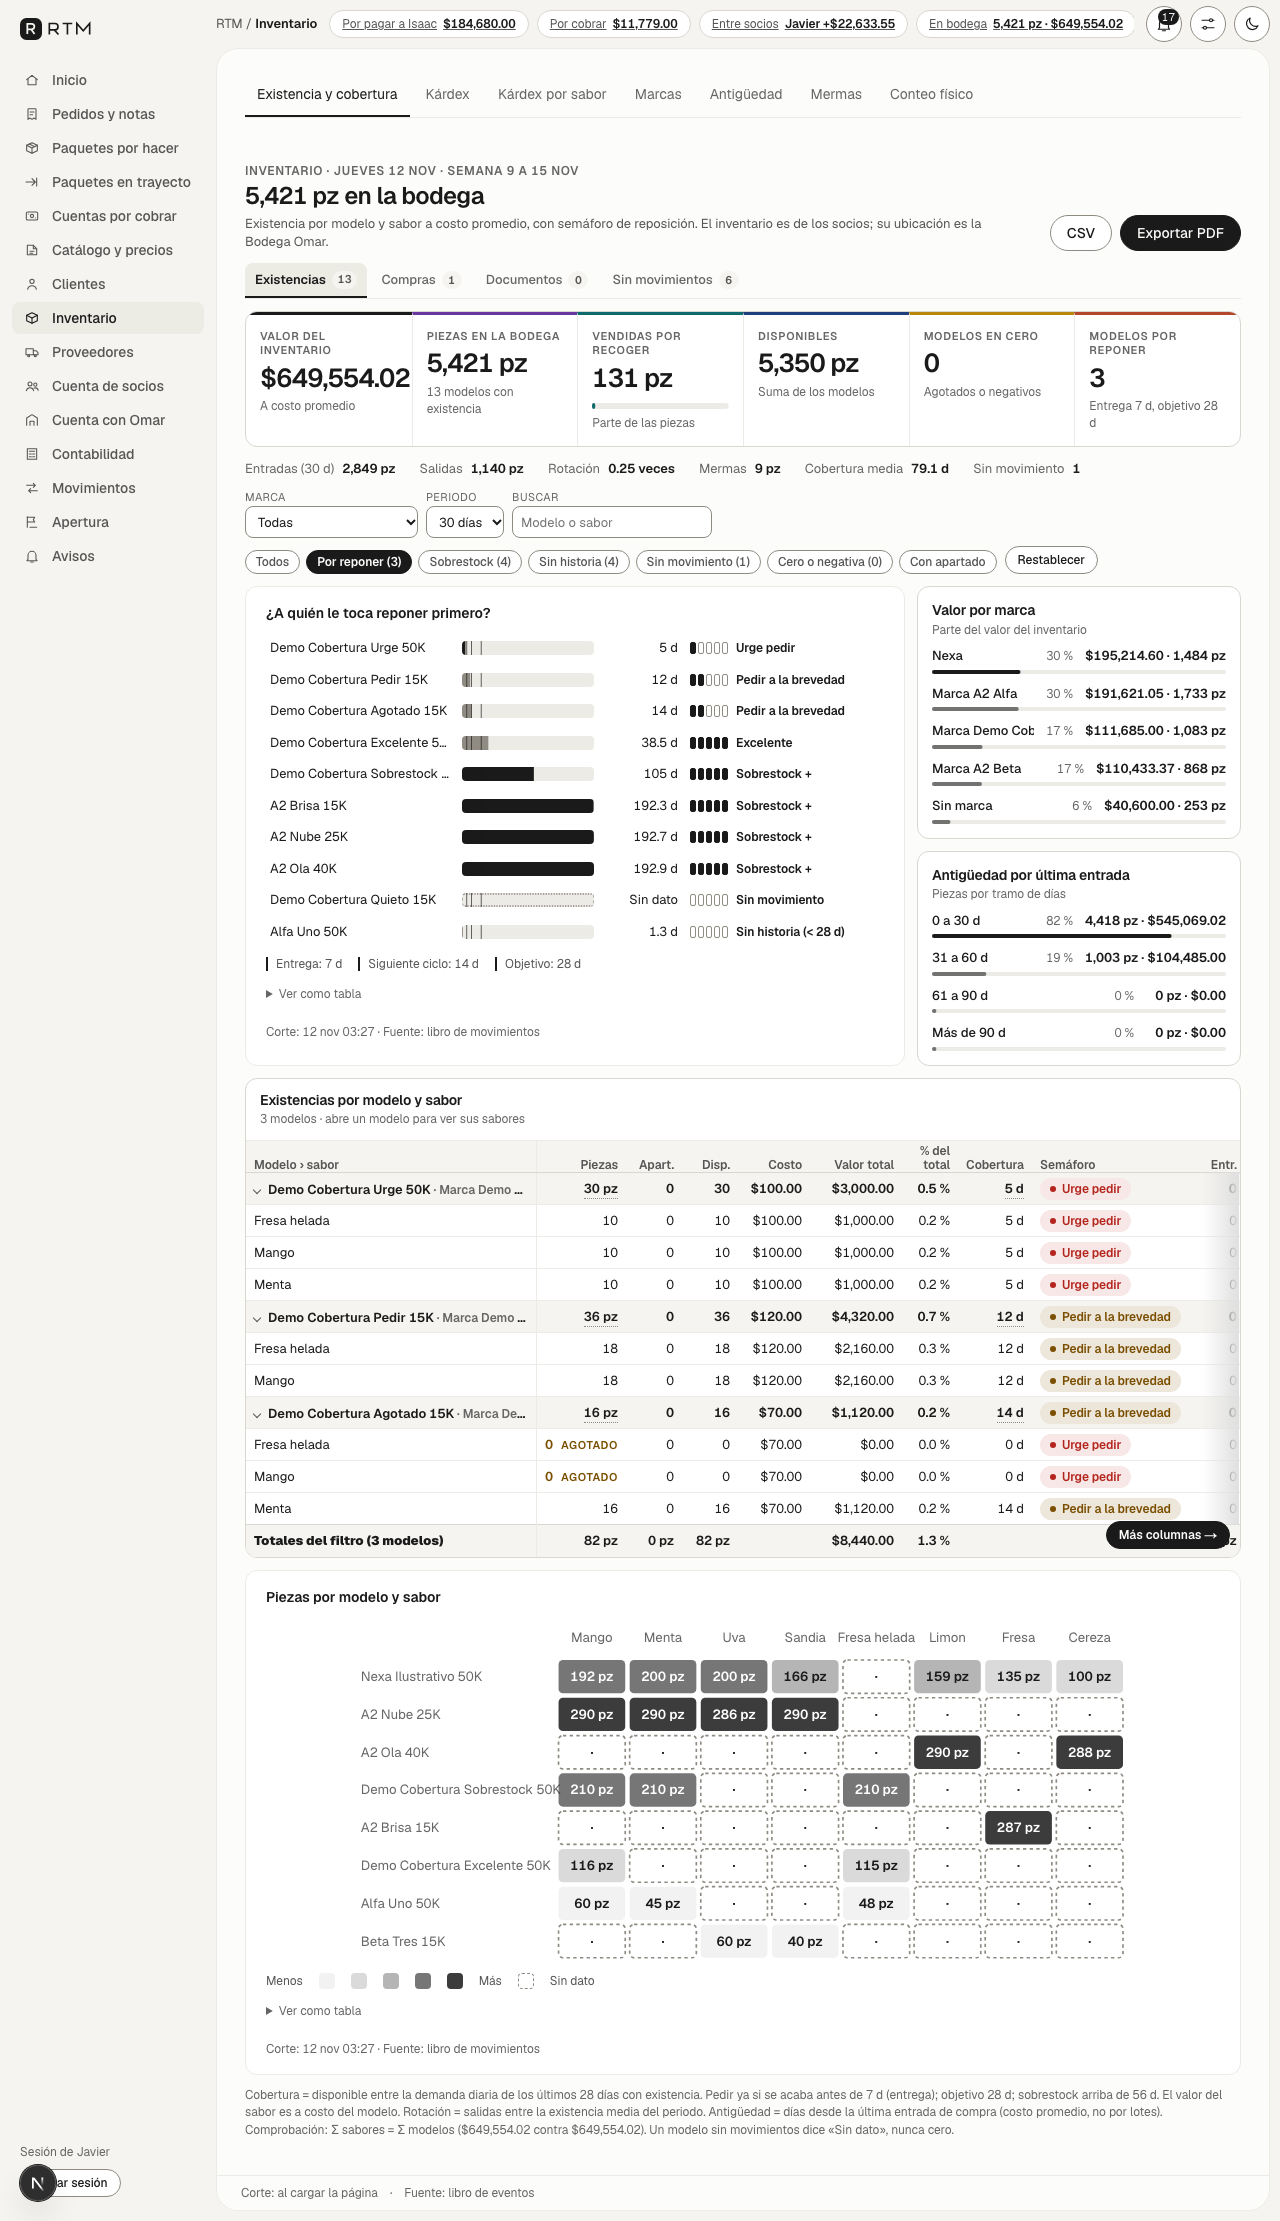 R RTM
RTM / Inventario
Por pagar a Isaac $184,680.00
Por cobrar $11,779.00
Entre socios Javier +$22,633.55
En bodega 5,421 pz · $649,554.02
17
Inicio
Pedidos y notas
Paquetes por hacer
Paquetes en trayecto
Cuentas por cobrar
Catálogo y precios
Clientes
Inventario
Proveedores
Cuenta de socios
Cuenta con Omar
Contabilidad
Movimientos
Apertura
Avisos
Existencia y cobertura Kárdex Kárdex por sabor Marcas Antigüedad Mermas Conteo físico
INVENTARIO · JUEVES 12 NOV · SEMANA 9 A 15 NOV
5,421 pz en la bodega
Existencia por modelo y sabor a costo promedio, con semáforo de reposición. El inventario es de los socios; su ubicación es la
Bodega Omar.
CSV
Exportar PDF
Existencias 13 Compras 1 Documentos 0 Sin movimientos 6
VALOR DEL
INVENTARIO
$649,554.02
A costo promedio
PIEZAS EN LA BODEGA
5,421 pz
13 modelos con
existencia
VENDIDAS POR
RECOGER
131 pz
Parte de las piezas
DISPONIBLES
5,350 pz
Suma de los modelos
MODELOS EN CERO
0
Agotados o negativos
MODELOS POR
REPONER
3
Entrega 7 d, objetivo 28
d
Entradas (30 d) 2,849 pz Salidas 1,140 pz Rotación 0.25 veces Mermas 9 pz Cobertura media 79.1 d Sin movimiento 1
MARCA PERIODO BUSCAR
Todas 30 días Modelo o sabor
Todos Por reponer (3) Sobrestock (4) Sin historia (4) Sin movimiento (1) Cero o negativa (0) Con apartado Restablecer
¿A quién le toca reponer primero?
Demo Cobertura Urge 50K 5 d Urge pedir
Demo Cobertura Pedir 15K 12 d Pedir a la brevedad
Demo Cobertura Agotado 15K 14 d Pedir a la brevedad
Demo Cobertura Excelente 5... 38.5 d Excelente
Demo Cobertura Sobrestock ... 105 d Sobrestock +
A2 Brisa 15K 192.3 d Sobrestock +
A2 Nube 25K 192.7 d Sobrestock +
A2 Ola 40K 192.9 d Sobrestock +
Demo Cobertura Quieto 15K Sin dato Sin movimiento
Alfa Uno 50K 1.3 d Sin historia (< 28 d)
Entrega: 7 d Siguiente ciclo: 14 d Objetivo: 28 d
Ver como tabla
Corte: 12 nov 03:27 · Fuente: libro de movimientos
Valor por marca
Parte del valor del inventario
Nexa 30 % $195,214.60 · 1,484 pz
Marca A2 Alfa 30 % $191,621.05 · 1,733 pz
Marca Demo Cob 17 % $111,685.00 · 1,083 pz
Marca A2 Beta 17 % $110,433.37 · 868 pz
Sin marca 6 % $40,600.00 · 253 pz
Antigüedad por última entrada
Piezas por tramo de días
0 a 30 d 82 % 4,418 pz · $545,069.02
31 a 60 d 19 % 1,003 pz · $104,485.00
61 a 90 d 0 % 0 pz · $0.00
Más de 90 d 0 % 0 pz · $0.00
Existencias por modelo y sabor
3 modelos · abre un modelo para ver sus sabores
Modelo › sabor Piezas Apart. Disp. Costo Valor total % del total Cobertura Semáforo Entr.
Demo Cobertura Urge 50K · Marca Demo ... 30 pz 0 30 $100.00 $3,000.00 0.5 % 5 d Urge pedir 0
Fresa helada 10 0 10 $100.00 $1,000.00 0.2 % 5 d Urge pedir 0
Mango 10 0 10 $100.00 $1,000.00 0.2 % 5 d Urge pedir 0
Menta 10 0 10 $100.00 $1,000.00 0.2 % 5 d Urge pedir 0
Demo Cobertura Pedir 15K · Marca Demo ... 36 pz 0 36 $120.00 $4,320.00 0.7 % 12 d Pedir a la brevedad 0
Fresa helada 18 0 18 $120.00 $2,160.00 0.3 % 12 d Pedir a la brevedad 0
Mango 18 0 18 $120.00 $2,160.00 0.3 % 12 d Pedir a la brevedad 0
Demo Cobertura Agotado 15K · Marca De... 16 pz 0 16 $70.00 $1,120.00 0.2 % 14 d Pedir a la brevedad 0
Fresa helada 0 AGOTADO 0 0 $70.00 $0.00 0.0 % 0 d Urge pedir 0
Mango 0 AGOTADO 0 0 $70.00 $0.00 0.0 % 0 d Urge pedir 0
Menta 16 0 16 $70.00 $1,120.00 0.2 % 14 d Pedir a la brevedad 0
Totales del filtro (3 modelos) 82 pz 0 pz 82 pz $8,440.00 1.3 % z
Más columnas →
Piezas por modelo y sabor
Mango Menta Uva Sandia Fresa helada Limon Fresa Cereza
Nexa Ilustrativo 50K 192 pz 200 pz 200 pz 166 pz · 159 pz 135 pz 100 pz
A2 Nube 25K 290 pz 290 pz 286 pz 290 pz · · · ·
A2 Ola 40K · · · · · 290 pz · 288 pz
Demo Cobertura Sobrestock 50K 210 pz 210 pz · · 210 pz · · ·
A2 Brisa 15K · · · · · · 287 pz ·
Demo Cobertura Excelente 50K 116 pz · · · 115 pz · · ·
Alfa Uno 50K 60 pz 45 pz · · 48 pz · · ·
Beta Tres 15K · · 60 pz 40 pz · · · ·
Menos Más Sin dato
Ver como tabla
Corte: 12 nov 03:27 · Fuente: libro de movimientos
Cobertura = disponible entre la demanda diaria de los últimos 28 días con existencia. Pedir ya si se acaba antes de 7 d (entrega); objetivo 28 d; sobrestock arriba de 56 d. El valor del
sabor es a costo del modelo. Rotación = salidas entre la existencia media del periodo. Antigüedad = días desde la última entrada de compra (costo promedio, no por lotes).
Comprobación: Σ sabores = Σ modelos ($649,554.02 contra $649,554.02). Un modelo sin movimientos dice «Sin dato», nunca cero.
Sesión de Javier
N ar sesión
Corte: al cargar la página · Fuente: libro de eventos